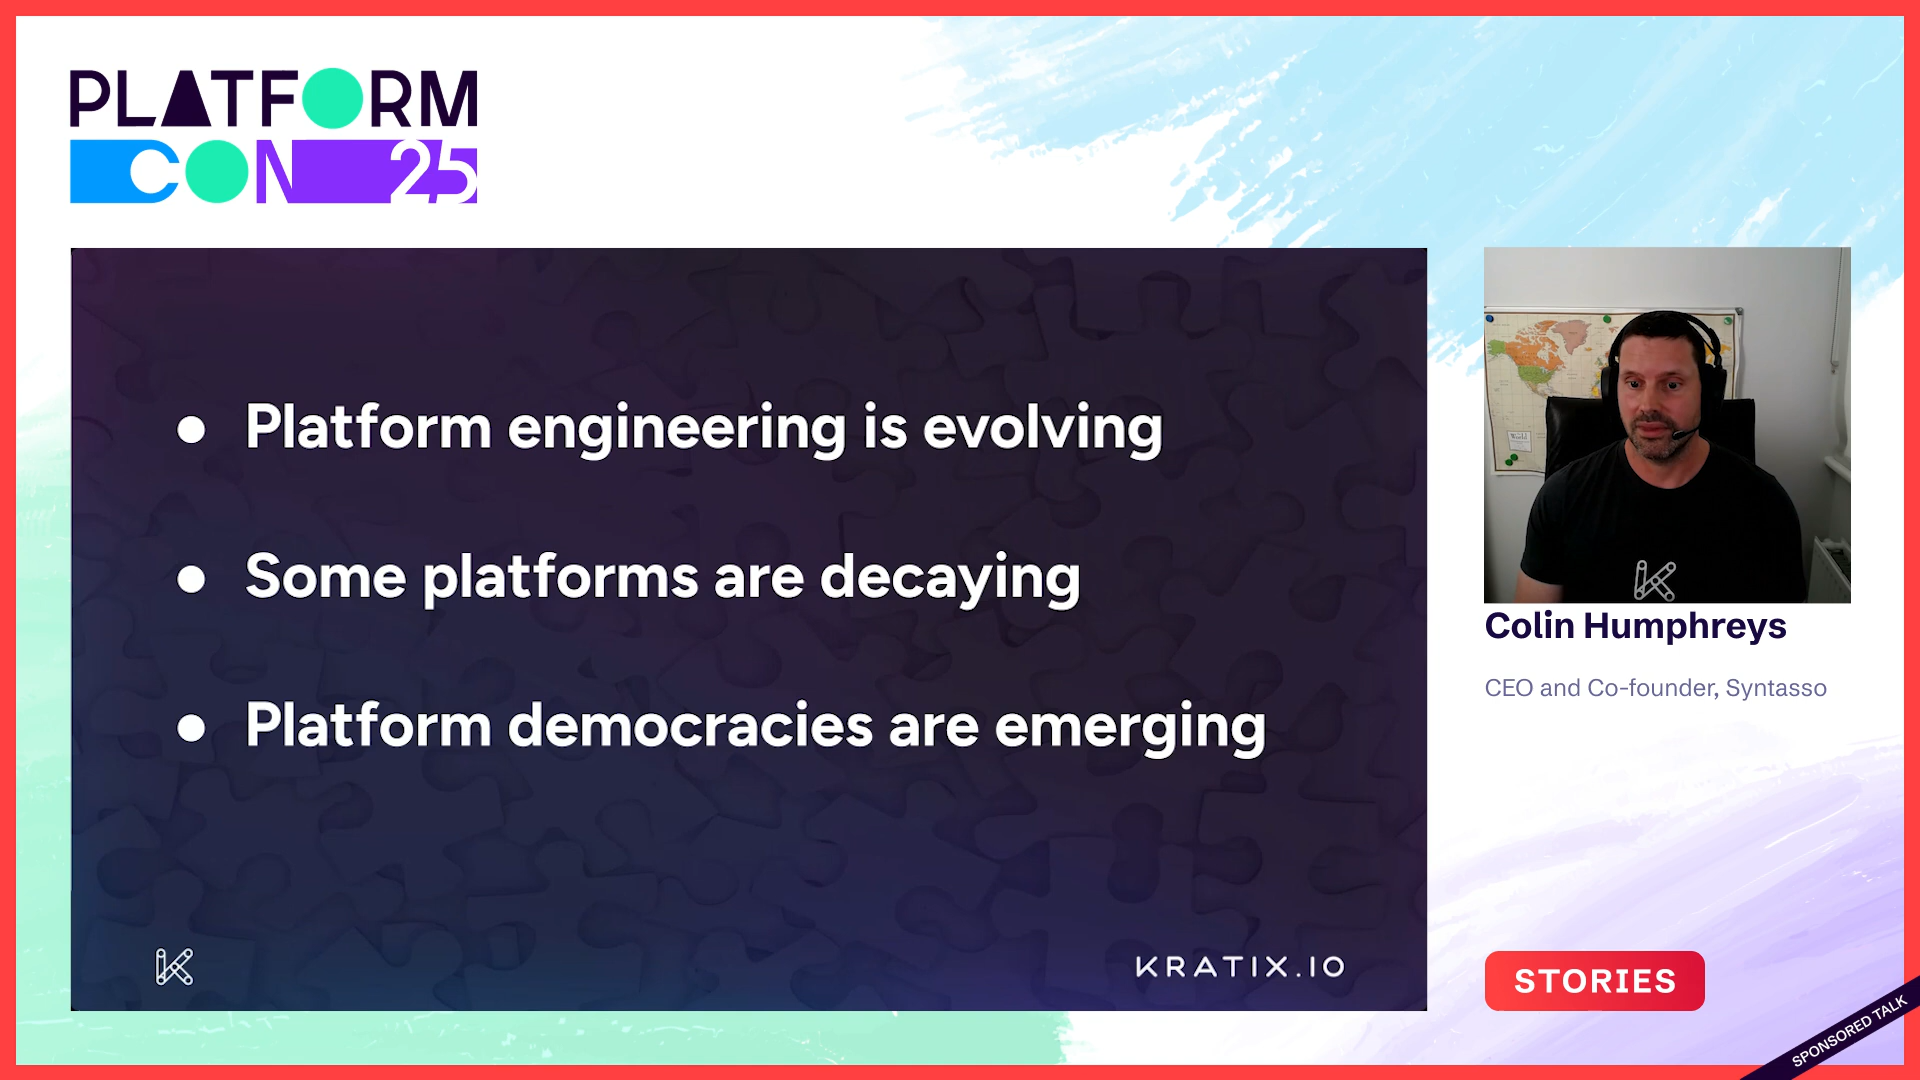 PLATFORM
CON 25
• Platform engineering is evolving
• Some platforms are decaying
• Platform democracies are emerging
KRATIX.IO
World
Colin Humphreys
CEO and Co-founder, Syntasso
STORIES
SPONSORED TALK